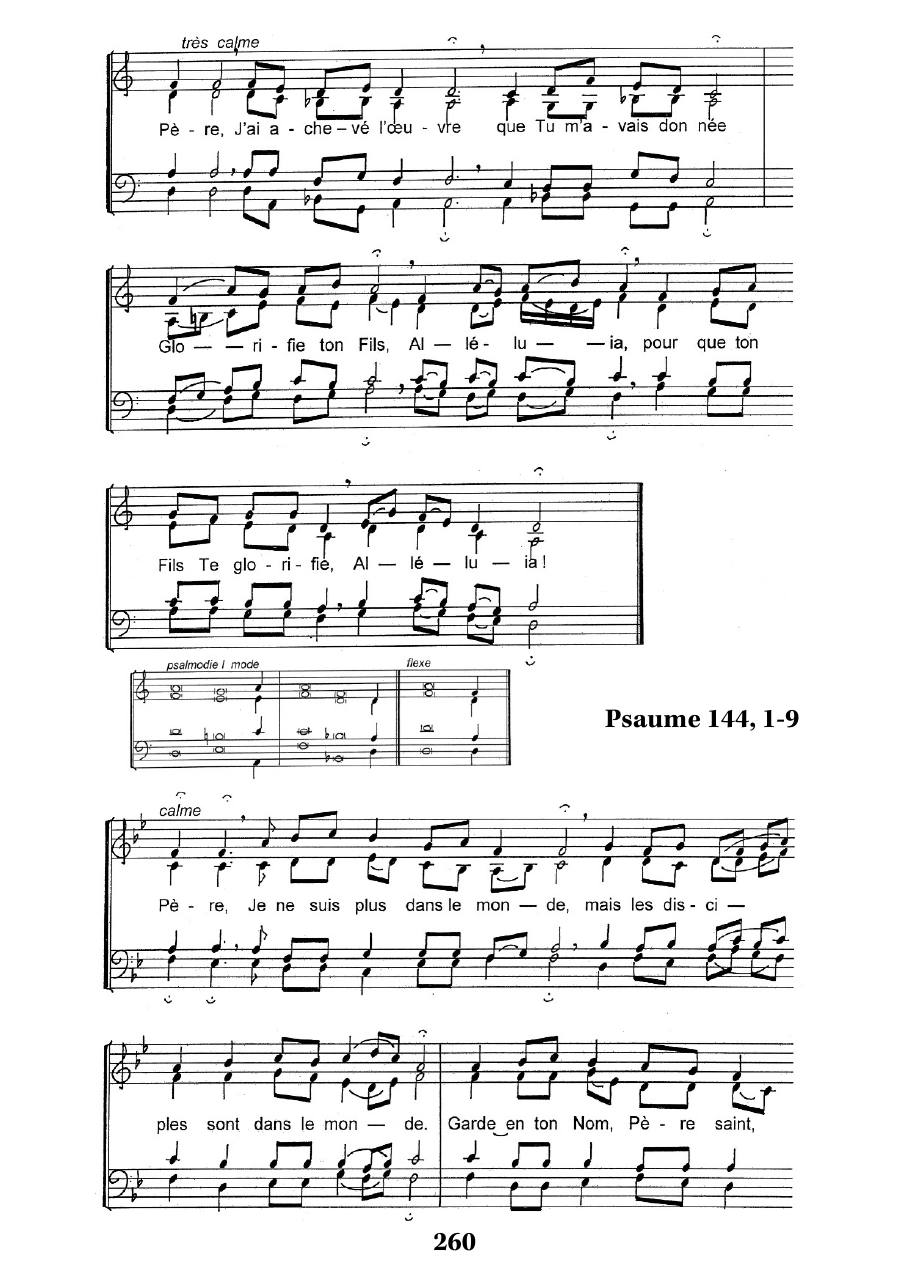 très calme
Pè - re, J'ai a - che – vé l'œu - vre que Tu m'a - vais don née
Glo — — ri - fie ton Fils, Al — lé - lu — — ia, pour que ton
Fils Te glo - ri - fie, Al — lé — lu — ia !
psalmodie I mode flexe
Psaume 144, 1-9
calme
Pè - re, Je ne suis plus dans le mon — de, mais les dis - ci —
ples sont dans le mon — de. Garde en ton Nom, Pè - re saint,
260